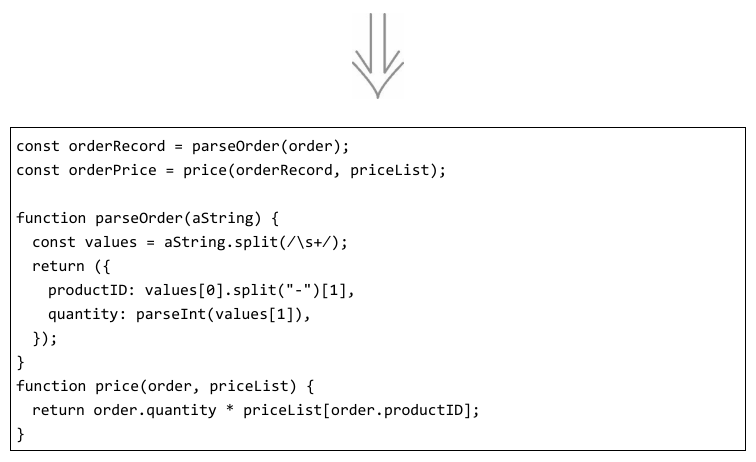 const orderRecord = parseOrder(order);
const orderPrice = price(orderRecord, priceList);

function parseOrder(aString) {
  const values = aString.split(/\s+/);
  return ({
    productID: values[0].split("-")[1],
    quantity: parseInt(values[1]),
  });
}
function price(order, priceList) {
  return order.quantity * priceList[order.productID];
}